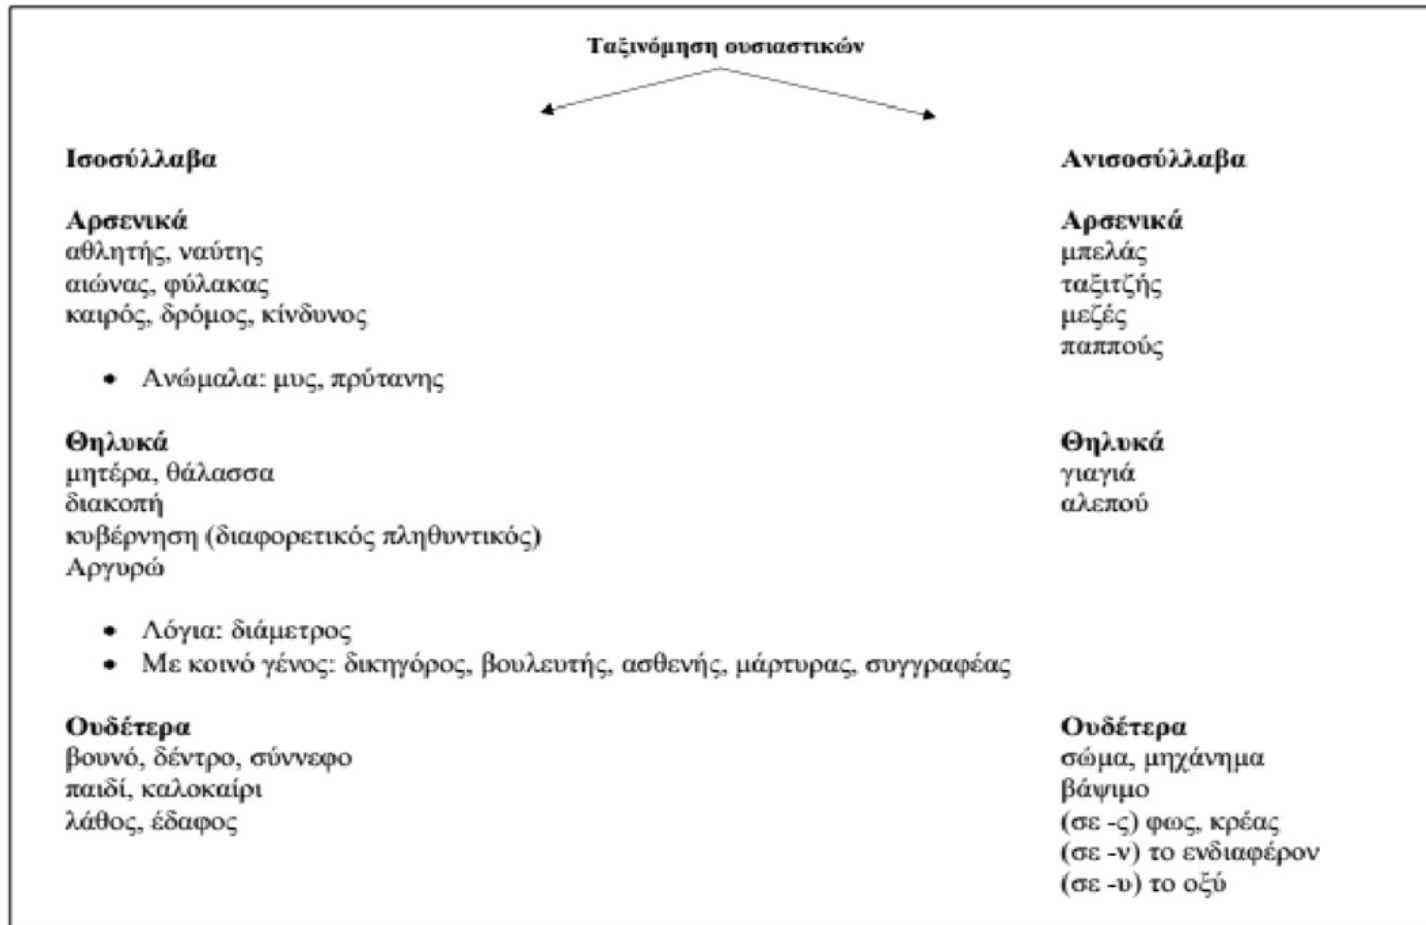 Ταξινόμηση ουσιαστικών
Ισοσύλλαβα
Αρσενικά
αθλητής, ναύτης
αιώνας, φύλακας
καιρός, δρόμος, κίνδυνος
• Ανώμαλα: μυς, πρύτανης
Θηλυκά
μητέρα, θάλασσα
διακοπή
κυβέρνηση (διαφορετικός πληθυντικός)
Αργυρώ
• Λόγια: διάμετρος
• Με κοινό γένος: δικηγόρος, βουλευτής, ασθενής, μάρτυρας, συγγραφέας
Ουδέτερα
βουνό, δέντρο, σύννεφο
παιδί, καλοκαίρι
λάθος, έδαφος
Ανισοσύλλαβα
Αρσενικά
μπελάς
ταξιτζής
μεζές
παππούς
Θηλυκά
γιαγιά
αλεπού
Ουδέτερα
σώμα, μηχάνημα
βάψιμο
(σε -ς) φως, κρέας
(σε -ν) το ενδιαφέρον
(σε -υ) το οξύ